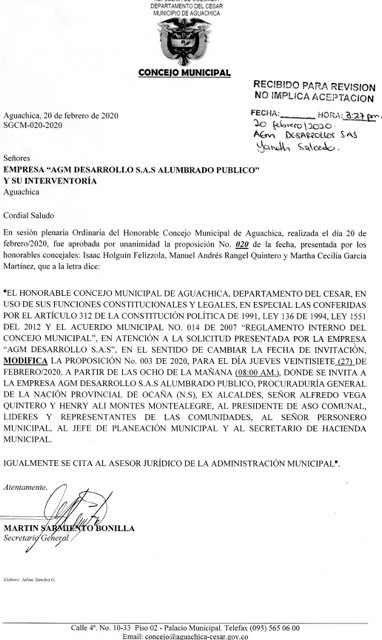 DEPARTAMENTO DEL CESAR
MUNICIPIO DE AGUACHICA
CONCEJO MUNICIPAL
RECIBIDO PARA REVISION
NO IMPLICA ACEPTACION
FECHA: HORA: 3:27 pm.
20 febrero/2020
AGM DESARROLLOS SAS
Yaneth Salcedo.
Aguachica, 20 de febrero de 2020
SGCM-020-2020
Señores
EMPRESA “AGM DESARROLLO S.A.S ALUMBRADO PUBLICO”
Y SU INTERVENTORÍA
Aguachica
Cordial Saludo
En sesión plenaria Ordinaria del Honorable Concejo Municipal de Aguachica, realizada el día 20 de
febrero/2020, fue aprobada por unanimidad la proposición No. 020 de la fecha, presentada por los
honorables concejales: Isaac Holguín Felizzola, Manuel Andrés Rangel Quintero y Martha Cecilia García
Martínez, que a la letra dice:
"EL HONORABLE CONCEJO MUNICIPAL DE AGUACHICA, DEPARTAMENTO DEL CESAR,
EN USO DE SUS FUNCIONES CONSTITUCIONALES Y LEGALES, EN ESPECIAL LAS CONFERIDAS
POR EL ARTÍCULO 312 DE LA CONSTITUCIÓN POLÍTICA DE 1991, LEY 136 DE 1994, LEY 1551
DEL 2012 Y EL ACUERDO MUNICIPAL NO. 014 DE 2007 “REGLAMENTO INTERNO DEL
CONCEJO MUNICIPAL”, EN ATENCIÓN A LA SOLICITUD PRESENTADA POR LA EMPRESA
“AGM DESARROLLO S.A.S”, EN EL SENTIDO DE CAMBIAR LA FECHA DE INVITACIÓN,
MODIFICA LA PROPOSICIÓN No. 003 DE 2020, PARA EL DÍA JUEVES VEINTISIETE (27) DE
FEBRERO/2020, A PARTIR DE LAS OCHO DE LA MAÑANA (08:00 AM.), DONDE SE INVITA A
LA EMPRESA AGM DESARROLLO S.A.S ALUMBRADO PUBLICO, PROCURADURÍA GENERAL
DE LA NACIÓN PROVINCIAL DE OCAÑA (N.S), EX ALCALDES, SEÑOR ALFREDO VEGA
QUINTERO Y HENRY ALI MONTES MONTEALEGRE, AL PRESIDENTE DE ASO COMUNAL,
LIDERES Y REPRESENTANTES DE LAS COMUNIDADES, AL SEÑOR PERSONERO
MUNICIPAL, AL JEFE DE PLANEACIÓN MUNICIPAL Y AL SECRETARIO DE HACIENDA
MUNICIPAL.
IGUALMENTE SE CITA AL ASESOR JURÍDICO DE LA ADMINISTRACIÓN MUNICIPAL".
Atentamente,
MARTIN SARMIENTO BONILLA
Secretario General
Calle 4ª. No. 10-33 Piso 02 - Palacio Municipal. Telefax (095) 565 06 00
Email: concejo@aguachica-cesar.gov.co